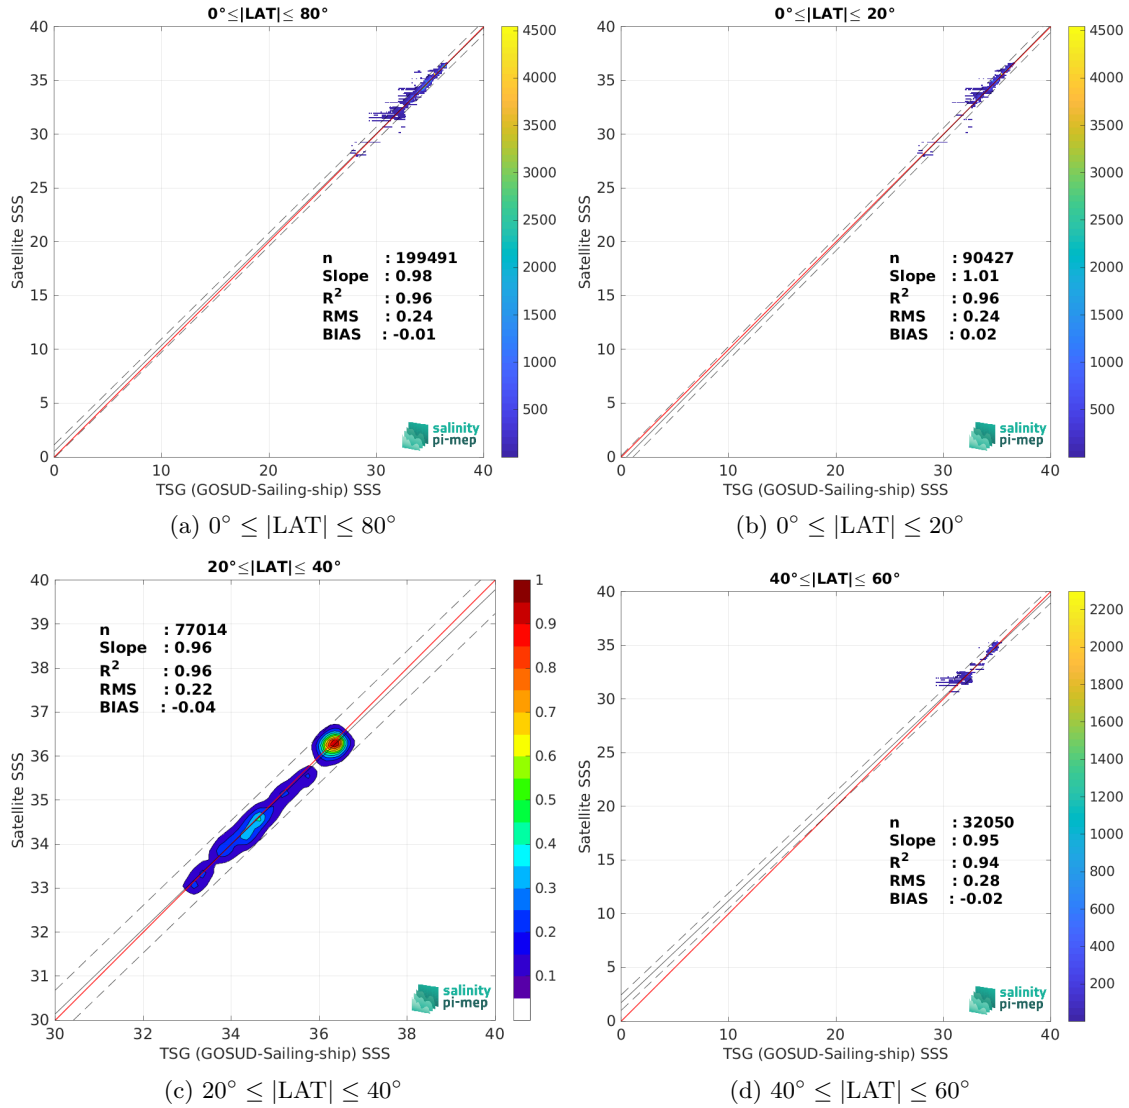 0°≤|LAT|≤ 80°
40
35
30
25
20
15
10
5
0
Satellite SSS
n : 199491
Slope : 0.98
R2 : 0.96
RMS : 0.24
BIAS : -0.01
salinity
pi-mep
0 10 20 30 40
TSG (GOSUD-Sailing-ship) SSS
4500
4000
3500
3000
2500
2000
1500
1000
500
(a) 0° ≤ |LAT| ≤ 80°
0°≤|LAT|≤ 20°
40
35
30
25
20
15
10
5
0
Satellite SSS
n : 90427
Slope : 1.01
R2 : 0.96
RMS : 0.24
BIAS : 0.02
salinity
pi-mep
0 10 20 30 40
TSG (GOSUD-Sailing-ship) SSS
4500
4000
3500
3000
2500
2000
1500
1000
500
(b) 0° ≤ |LAT| ≤ 20°
20°≤|LAT|≤ 40°
40
39
38
37
36
35
34
33
32
31
30
Satellite SSS
n : 77014
Slope : 0.96
R2 : 0.96
RMS : 0.22
BIAS : -0.04
salinity
pi-mep
30 32 34 36 38 40
TSG (GOSUD-Sailing-ship) SSS
1
0.9
0.8
0.7
0.6
0.5
0.4
0.3
0.2
0.1
(c) 20° ≤ |LAT| ≤ 40°
40°≤|LAT|≤ 60°
40
35
30
25
20
15
10
5
0
Satellite SSS
n : 32050
Slope : 0.95
R2 : 0.94
RMS : 0.28
BIAS : -0.02
salinity
pi-mep
0 10 20 30 40
TSG (GOSUD-Sailing-ship) SSS
2200
2000
1800
1600
1400
1200
1000
800
600
400
200
(d) 40° ≤ |LAT| ≤ 60°